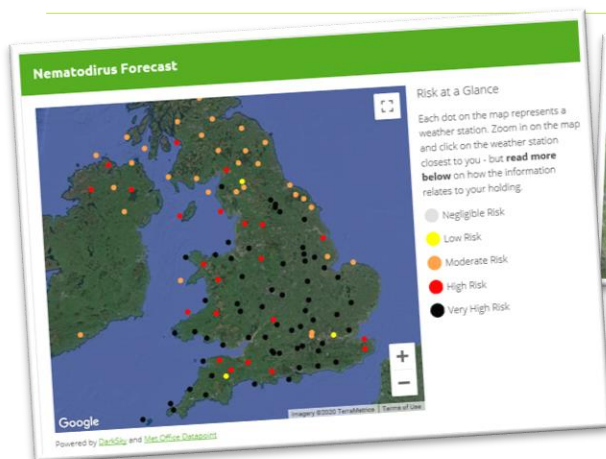 Nematodirus Forecast
Risk at a Glance
Each dot on the map represents a
weather station. Zoom in on the map
and click on the weather station
closest to you - but read more
below on how the information
relates to your holding.
Negligible Risk
Low Risk
Moderate Risk
High Risk
Very High Risk
+
−
Google
Imagery ©2020 TerraMetrics
Terms of Use
Powered by DarkSky and Met Office Datapoint